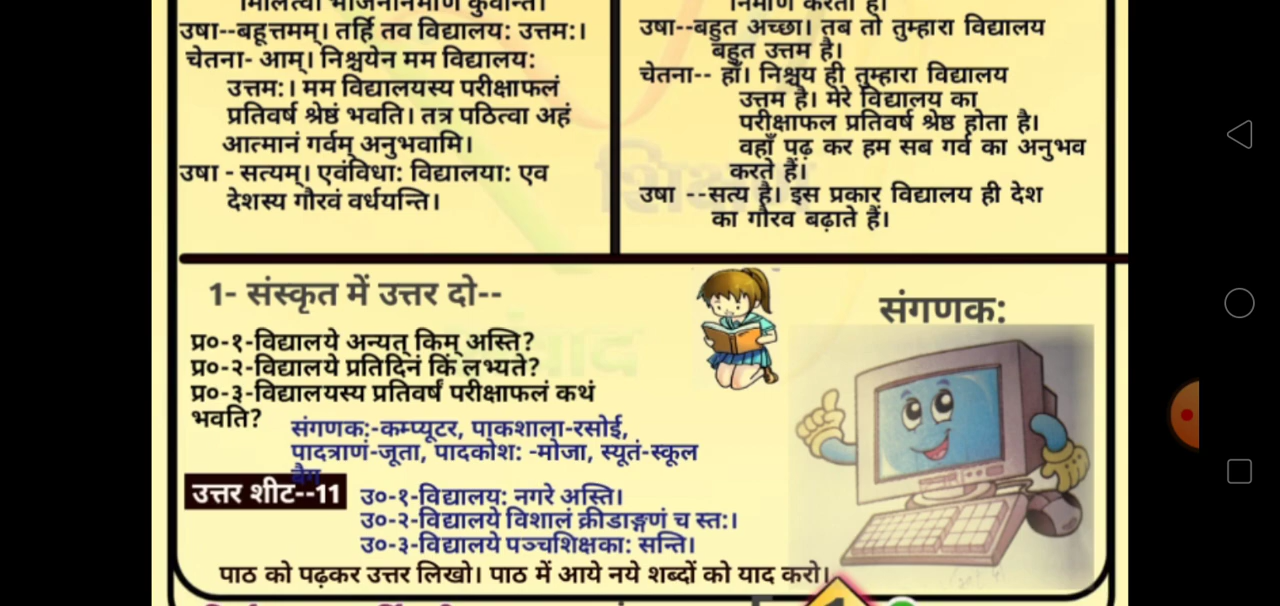 मिलित्वा भोजननिर्माणं कुर्वन्ति।
उषा--बहूत्तमम्। तर्हि तव विद्यालय: उत्तम:।
चेतना- आम्। निश्चयेन मम विद्यालय:
उत्तम:। मम विद्यालयस्य परीक्षाफलं
प्रतिवर्ष श्रेष्ठं भवति। तत्र पठित्वा अहं
आत्मानं गर्वम् अनुभवामि।
उषा - सत्यम्। एवंविधा: विद्यालया: एव
देशस्य गौरवं वर्धयन्ति।
निर्माण करती हैं।
उषा--बहुत अच्छा। तब तो तुम्हारा विद्यालय
बहुत उत्तम है।
चेतना-- हाँ। निश्चय ही तुम्हारा विद्यालय
उत्तम है। मेरे विद्यालय का
परीक्षाफल प्रतिवर्ष श्रेष्ठ होता है।
वहाँ पढ़ कर हम सब गर्व का अनुभव
करते हैं।
उषा --सत्य है। इस प्रकार विद्यालय ही देश
का गौरव बढ़ाते हैं।
1- संस्कृत में उत्तर दो--
प्र०-१-विद्यालये अन्यत् किम् अस्ति?
प्र०-२-विद्यालये प्रतिदिनं किं लभ्यते?
प्र०-३-विद्यालयस्य प्रतिवर्षं परीक्षाफलं कथं
भवति?
संगणक:-कम्प्यूटर, पाकशाला-रसोई,
पादत्राणं-जूता, पादकोश: -मोजा, स्यूतं-स्कूल
बैग
संगणक:
उत्तर शीट--11
उ०-१-विद्यालय: नगरे अस्ति।
उ०-२-विद्यालये विशालं क्रीडाङ्गणं च स्त:।
उ०-३-विद्यालये पञ्चशिक्षका: सन्ति।
पाठ को पढ़कर उत्तर लिखो। पाठ में आये नये शब्दों को याद करो।